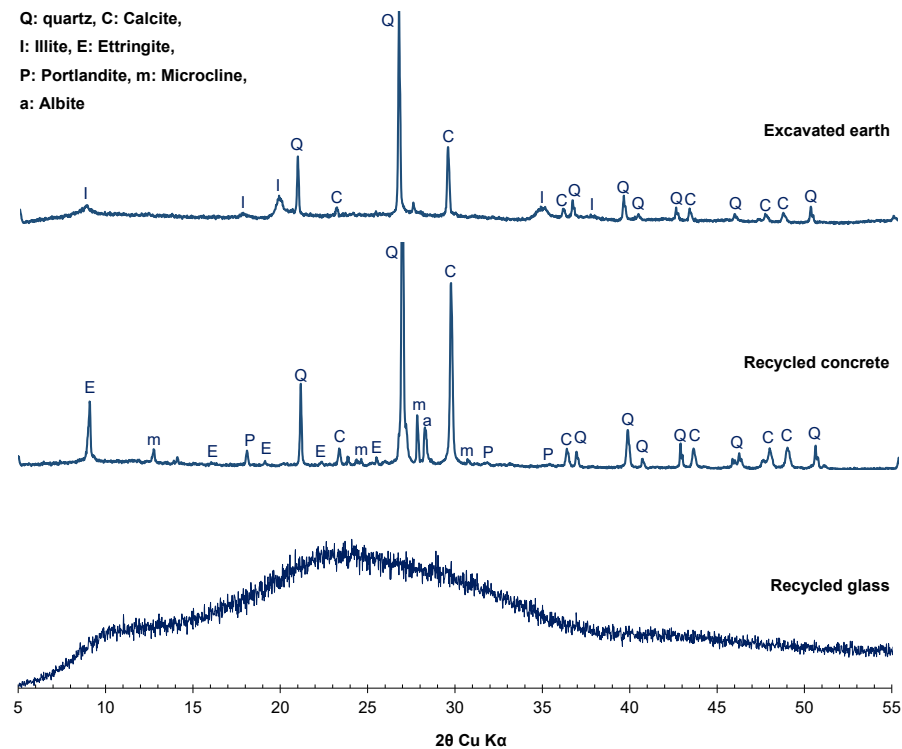 Q: quartz, C: Calcite,
I: Illite, E: Ettringite,
P: Portlandite, m: Microcline,
a: Albite
Excavated earth
I I I Q C Q C I C Q I Q Q Q C Q C C Q
Recycled concrete
E m E P E Q E C m E Q m a C m P P C Q Q Q Q C Q C C Q
Recycled glass
5 10 15 20 25 30 35 40 45 50 55
2θ Cu Kα